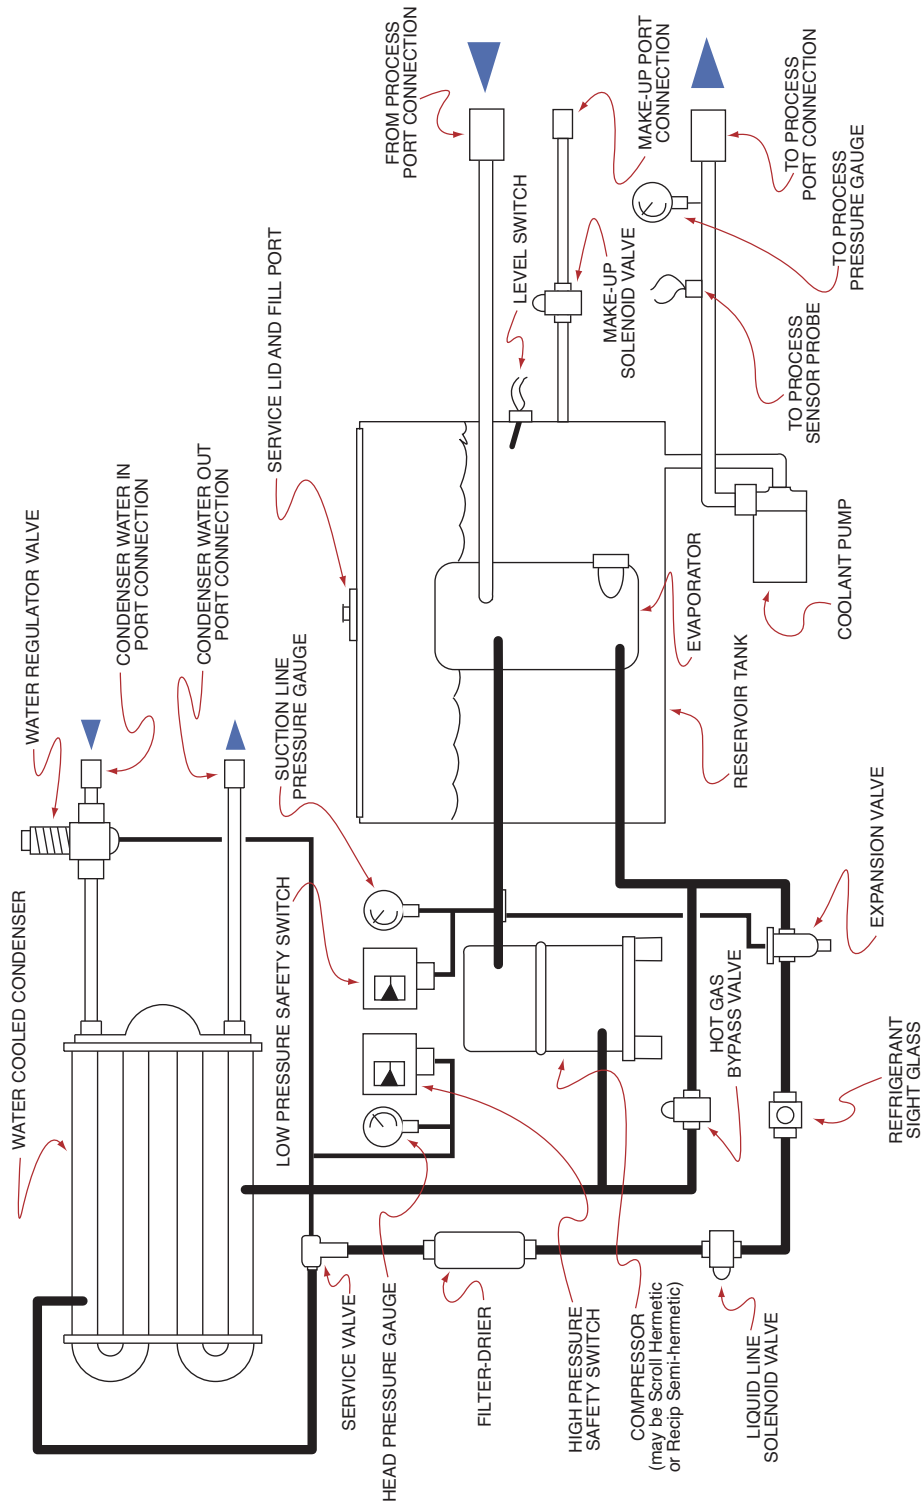 WATER COOLED CONDENSER
WATER REGULATOR VALVE
CONDENSER WATER IN
PORT CONNECTION
CONDENSER WATER OUT
PORT CONNECTION
SERVICE LID AND FILL PORT
FROM PROCESS
PORT CONNECTION
LEVEL SWITCH
MAKE-UP PORT
CONNECTION
MAKE-UP
SOLENOID VALVE
TO PROCESS
PORT CONNECTION
TO PROCESS
PRESSURE GAUGE
TO PROCESS
SENSOR PROBE
COOLANT PUMP
EVAPORATOR
RESERVOIR TANK
SUCTION LINE
PRESSURE GAUGE
LOW PRESSURE SAFETY SWITCH
EXPANSION VALVE
HOT GAS
BYPASS VALVE
REFRIGERANT
SIGHT GLASS
SERVICE VALVE
HEAD PRESSURE GAUGE
FILTER-DRIER
HIGH PRESSURE
SAFETY SWITCH
COMPRESSOR
(may be Scroll Hermetic
or Recip Semi-hermetic)
LIQUID LINE
SOLENOID VALVE